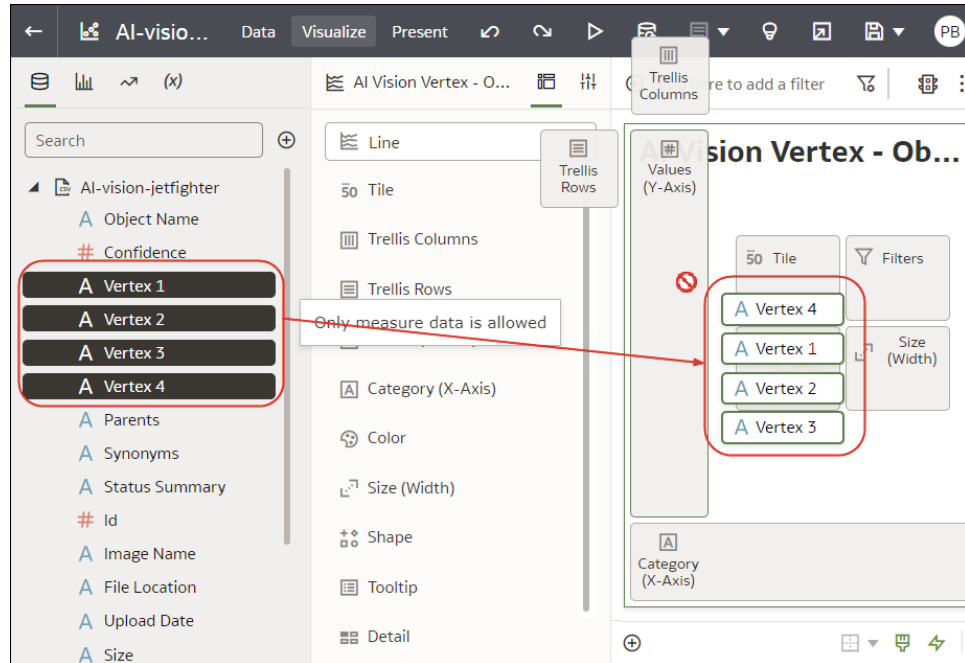 AI-visio...
Data
Visualize
Present
PB
(x)
Search
AI-vision-jetfighter
A Object Name
# Confidence
A Vertex 1
A Vertex 2
A Vertex 3
A Vertex 4
A Parents
A Synonyms
A Status Summary
# Id
A Image Name
A File Location
A Upload Date
A Size
AI Vision Vertex - O...
Line
50 Tile
Trellis Columns
Trellis Rows
Only measure data is allowed
Category (X-Axis)
Color
Size (Width)
Shape
Tooltip
Detail
Trellis
Columns
re to add a filter
Trellis
Rows
sion Vertex - Ob...
Values
(Y-Axis)
50 Tile
Filters
A Vertex 4
A Vertex 1
A Vertex 2
A Vertex 3
Size
(Width)
Category
(X-Axis)